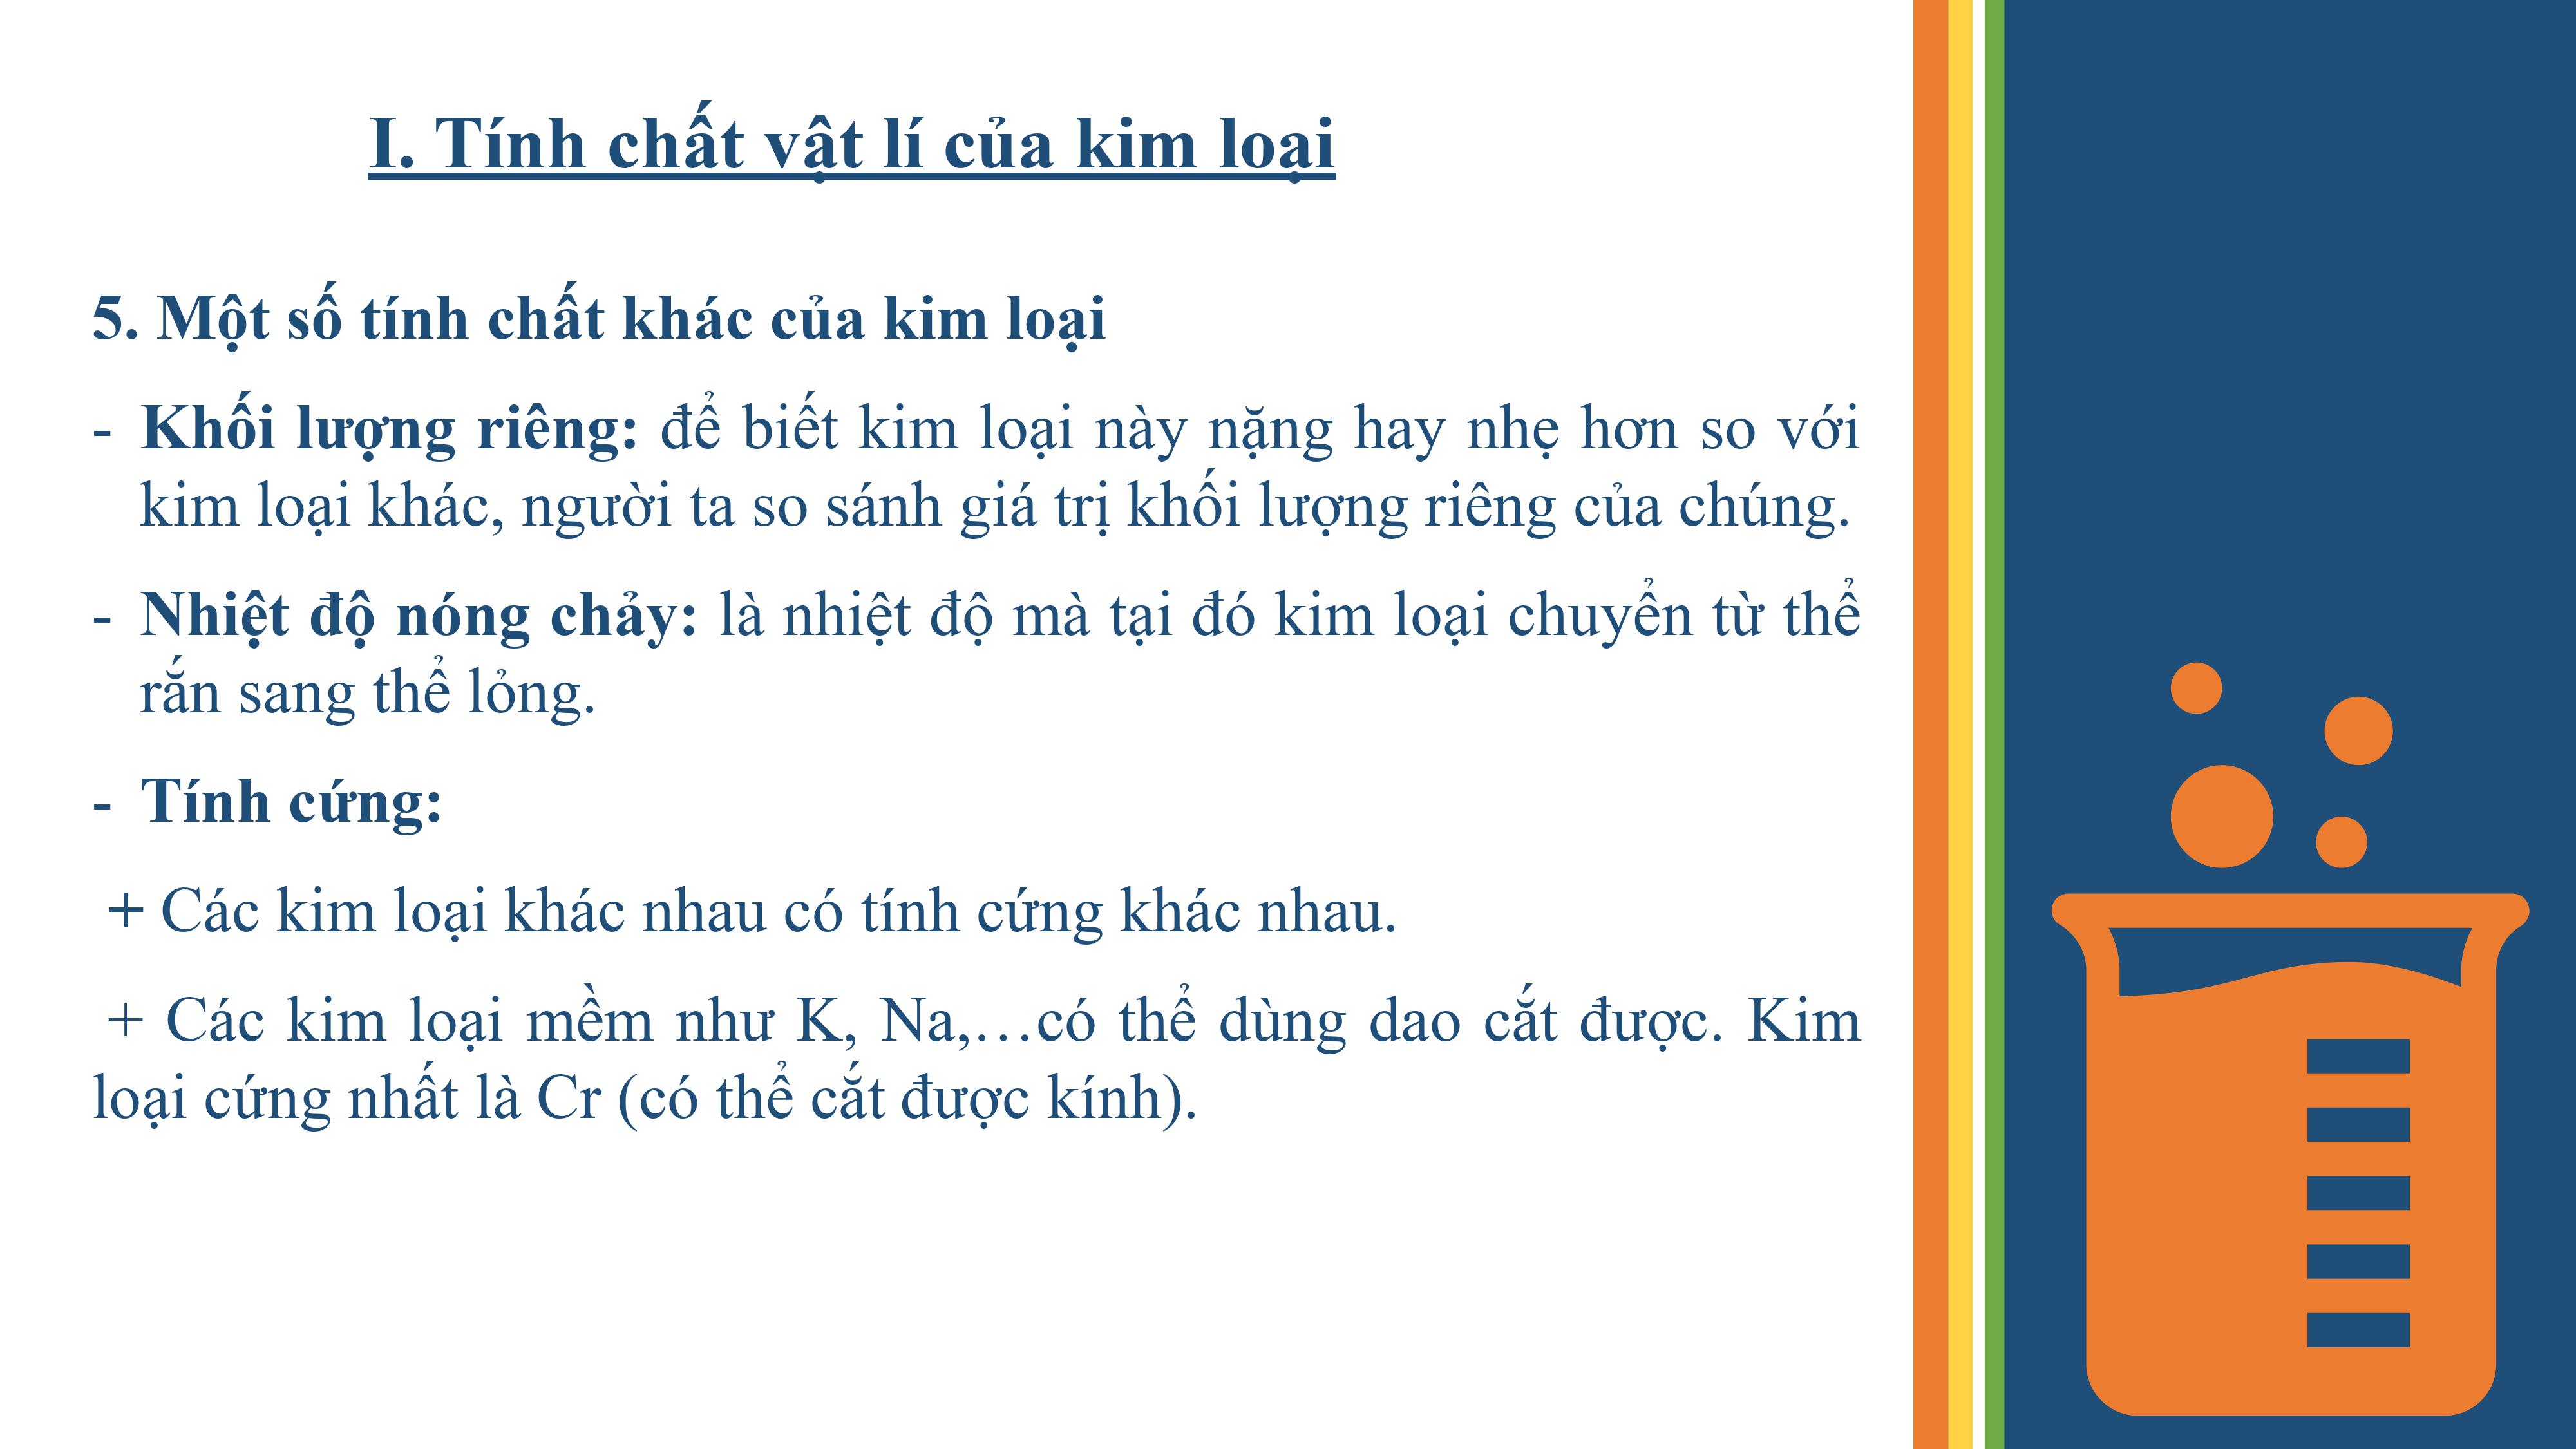 I. Tính chất vật lí của kim loại
5. Một số tính chất khác của kim loại
- Khối lượng riêng: để biết kim loại này nặng hay nhẹ hơn so với
kim loại khác, người ta so sánh giá trị khối lượng riêng của chúng.
- Nhiệt độ nóng chảy: là nhiệt độ mà tại đó kim loại chuyển từ thể
rắn sang thể lỏng.
- Tính cứng:
+ Các kim loại khác nhau có tính cứng khác nhau.
+ Các kim loại mềm như K, Na,…có thể dùng dao cắt được. Kim
loại cứng nhất là Cr (có thể cắt được kính).